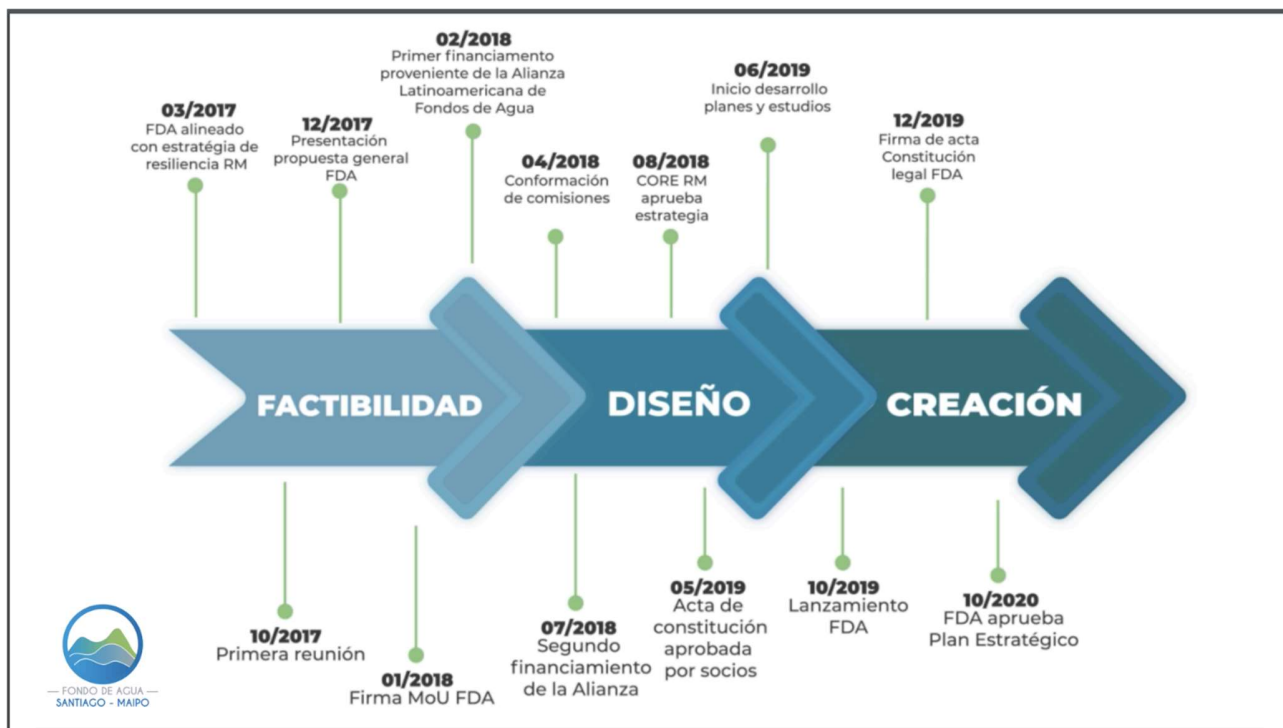 03/2017
FDA alineado
con estratégia de
resiliencia RM
12/2017
Presentación
propuesta general
FDA
02/2018
Primer financiamento
proveniente de la Alianza
Latinoamericana de
Fondos de Agua
04/2018
Conformación
de comisiones
08/2018
CORE RM
aprueba
estrategia
06/2019
Inicio desarrollo
planes y estudios
12/2019
Firma de acta
Constitución
legal FDA
FACTIBILIDAD
DISEÑO
CREACIÓN
10/2017
Primera reunión
01/2018
Firma MoU FDA
07/2018
Segundo
financiamiento
de la Alianza
05/2019
Acta de
constitución
aprobada
por socios
10/2019
Lanzamiento
FDA
10/2020
FDA aprueba
Plan Estratégico
FONDO DE AGUA
SANTIAGO - MAIPO